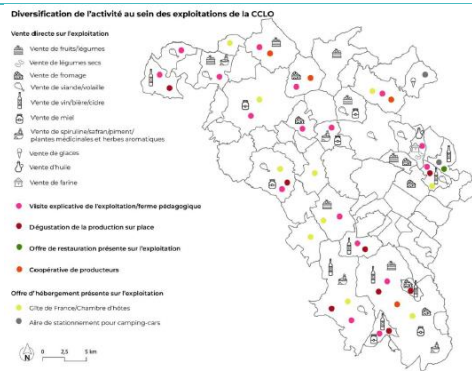 Diversification de l'activité au sein des exploitations de la CCLO
Vente directe sur l'exploitation
Vente de fruits/légumes
Vente de légumes secs
Vente de fromage
Vente de viande/volaille
Vente de vin/bière/cidre
Vente de miel
Vente de spiruline/safran/piment/
plantes médicinales et herbes aromatiques
Vente de glaces
Vente d'huile
Vente de farine
Visite explicative de l'exploitation/ferme pédagogique
Dégustation de la production sur place
Offre de restauration présente sur l'exploitation
Coopérative de producteurs
Offre d'hébergement présente sur l'exploitation
Gîte de France/Chambre d'hôtes
Aire de stationnement pour camping-cars
N
0 2,5 5 km